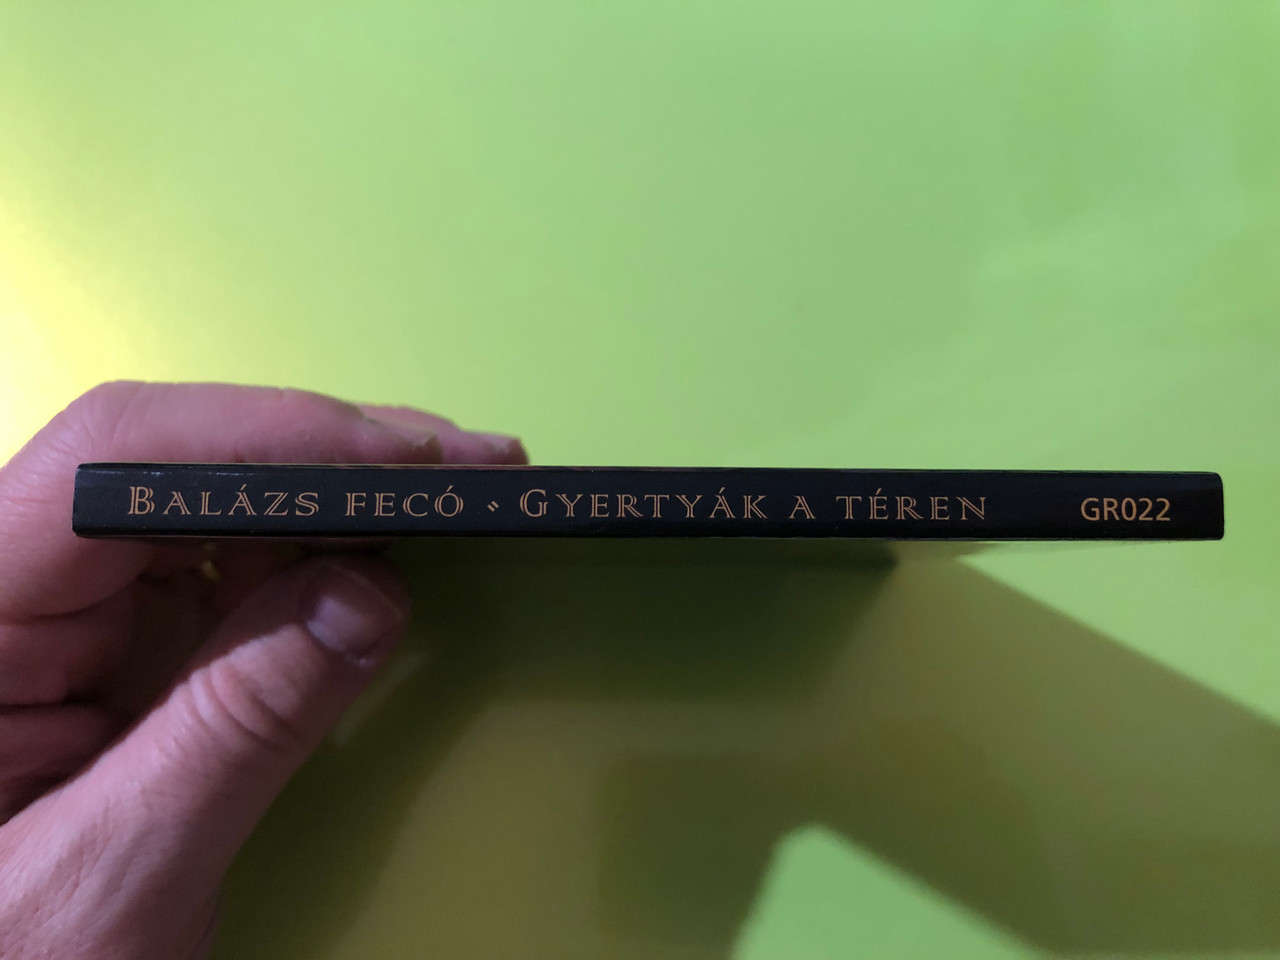 Balázs Fecó • Gyertyák a téren GR022